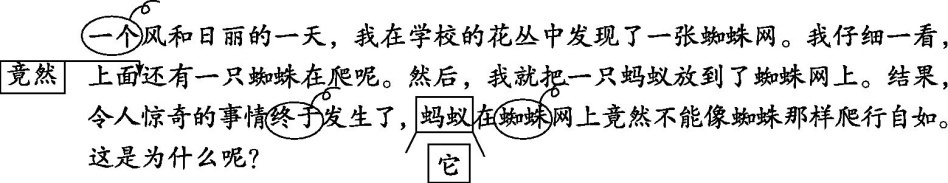 一个风和日丽的一天，我在学校的花丛中发现了一张蜘蛛网。我仔细一看，
竟然
上面还有一只蜘蛛在爬呢。然后，我就把一只蚂蚁放到了蜘蛛网上。结果，
令人惊奇的事情终于发生了，蚂蚁在蜘蛛网上竟然不能像蜘蛛那样爬行自如。
它
这是为什么呢？